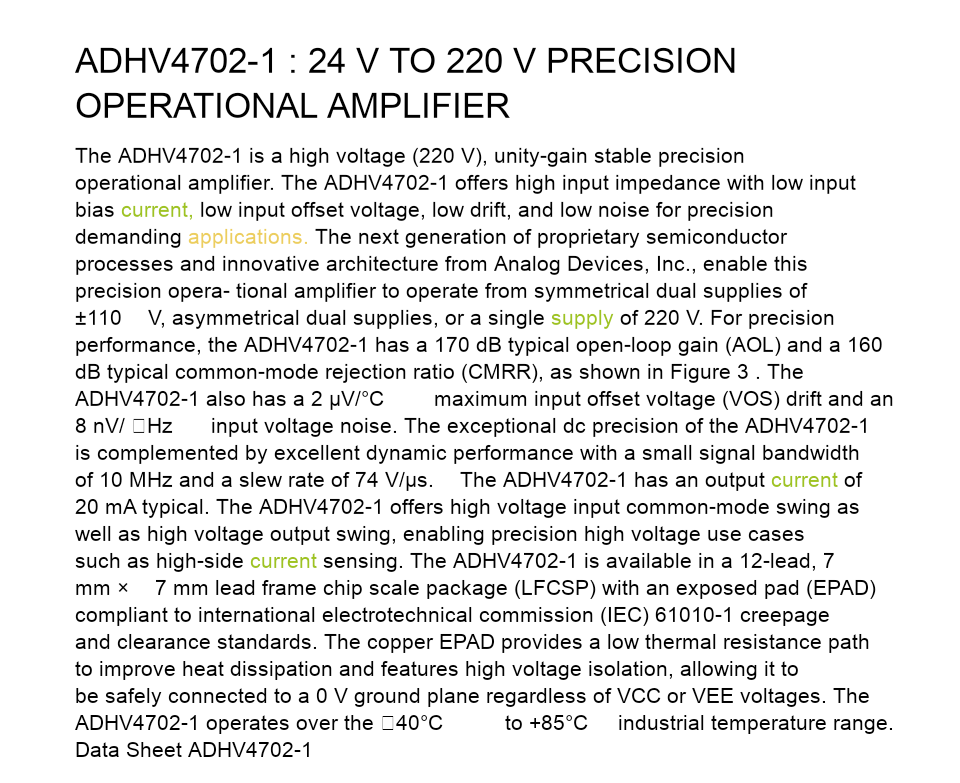 ADHV4702-1 : 24 V TO 220 V PRECISION
OPERATIONAL AMPLIFIER
The ADHV4702-1 is a high voltage (220 V), unity-gain stable precision
operational amplifier. The ADHV4702-1 offers high input impedance with low input
bias current, low input offset voltage, low drift, and low noise for precision
demanding applications. The next generation of proprietary semiconductor
processes and innovative architecture from Analog Devices, Inc., enable this
precision opera- tional amplifier to operate from symmetrical dual supplies of
±110 V, asymmetrical dual supplies, or a single supply of 220 V. For precision
performance, the ADHV4702-1 has a 170 dB typical open-loop gain (AOL) and a 160
dB typical common-mode rejection ratio (CMRR), as shown in Figure 3 . The
ADHV4702-1 also has a 2 μV/°C maximum input offset voltage (VOS) drift and an
8 nV/ □Hz input voltage noise. The exceptional dc precision of the ADHV4702-1
is complemented by excellent dynamic performance with a small signal bandwidth
of 10 MHz and a slew rate of 74 V/μs. The ADHV4702-1 has an output current of
20 mA typical. The ADHV4702-1 offers high voltage input common-mode swing as
well as high voltage output swing, enabling precision high voltage use cases
such as high-side current sensing. The ADHV4702-1 is available in a 12-lead, 7
mm × 7 mm lead frame chip scale package (LFCSP) with an exposed pad (EPAD)
compliant to international electrotechnical commission (IEC) 61010-1 creepage
and clearance standards. The copper EPAD provides a low thermal resistance path
to improve heat dissipation and features high voltage isolation, allowing it to
be safely connected to a 0 V ground plane regardless of VCC or VEE voltages. The
ADHV4702-1 operates over the □40°C to +85°C industrial temperature range.
Data Sheet ADHV4702-1